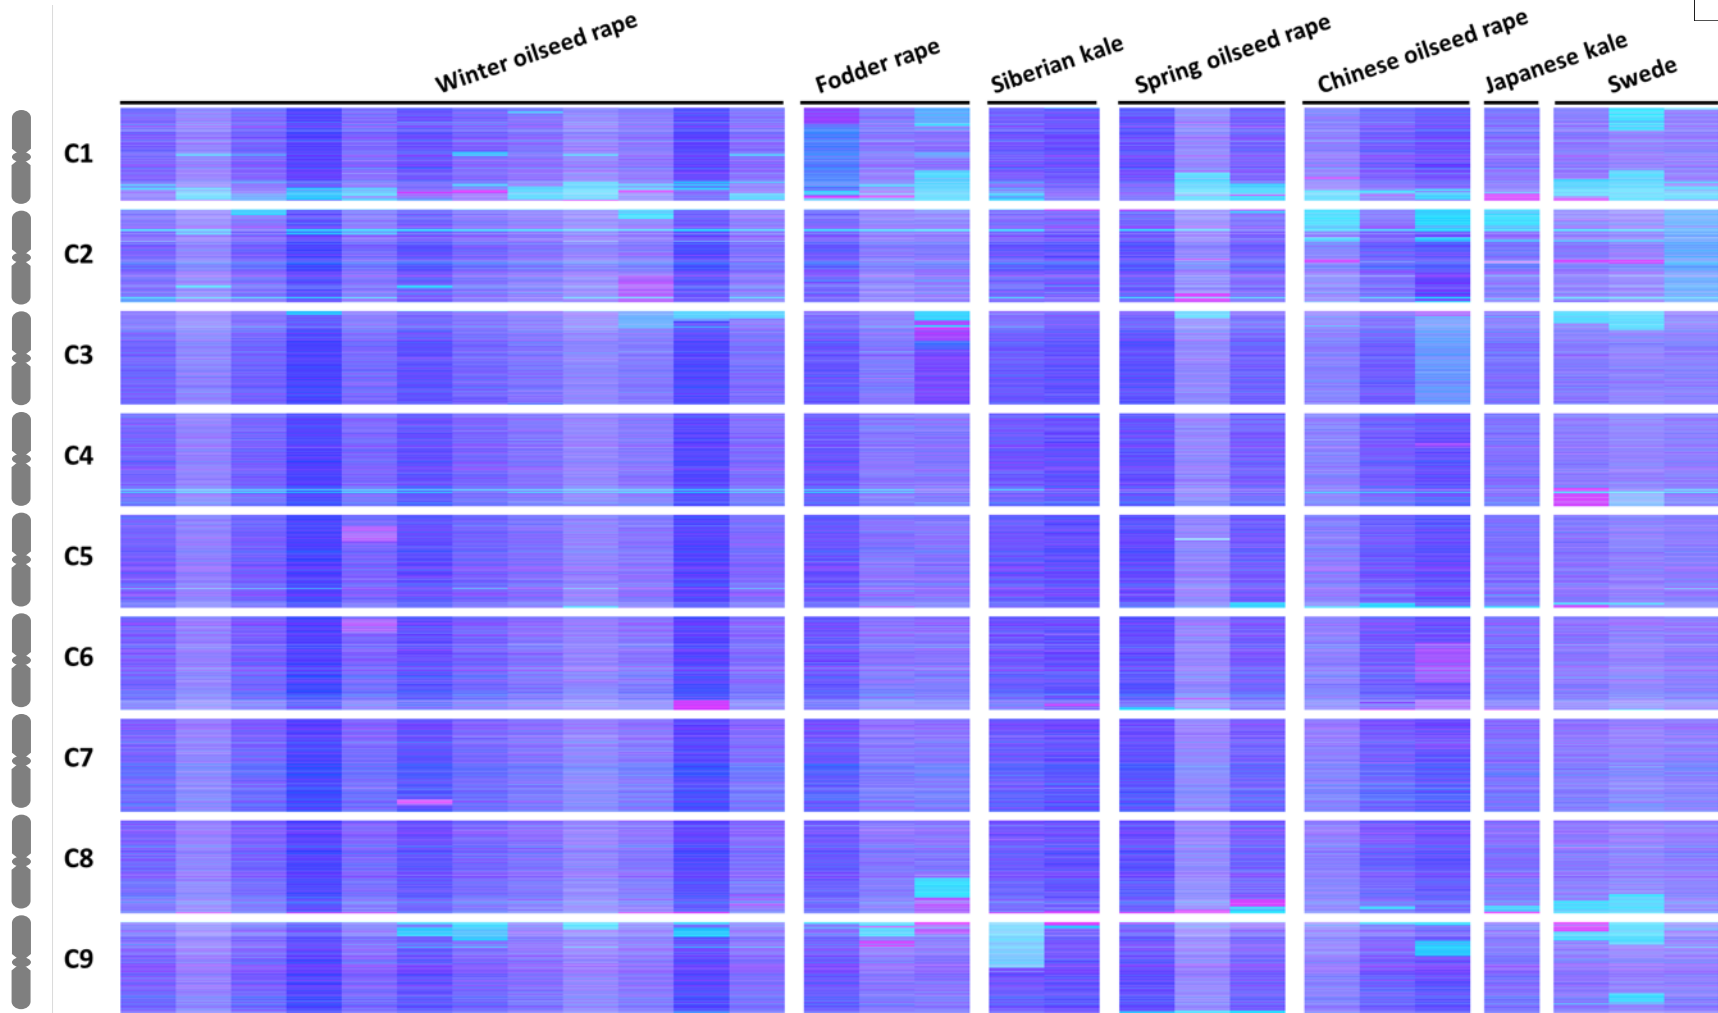 Winter oilseed rape
Fodder rape
Siberian kale
Spring oilseed rape
Chinese oilseed rape
Japanese kale
Swede
C1
C2
C3
C4
C5
C6
C7
C8
C9